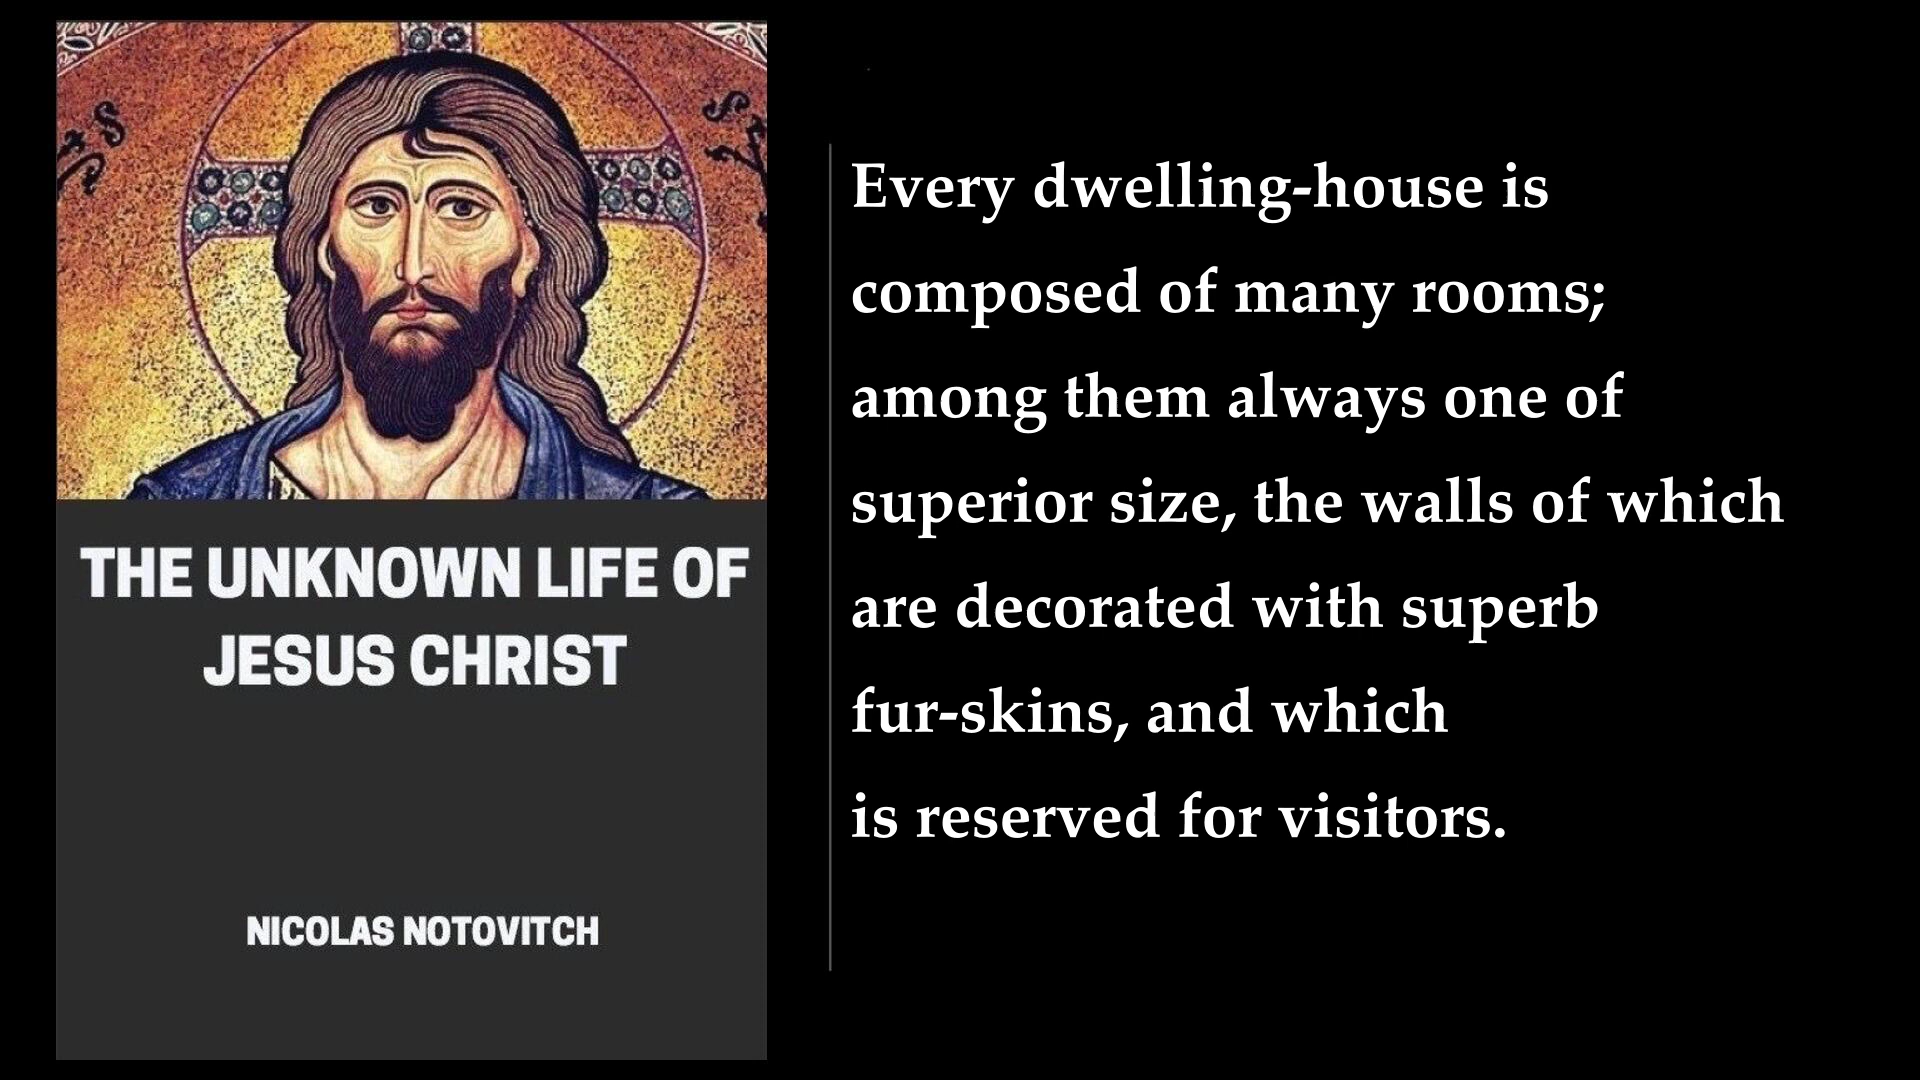 THE UNKNOWN LIFE OF
JESUS CHRIST
NICOLAS NOTOVITCH
Every dwelling-house is
composed of many rooms;
among them always one of
superior size, the walls of which
are decorated with superb
fur-skins, and which
is reserved for visitors.